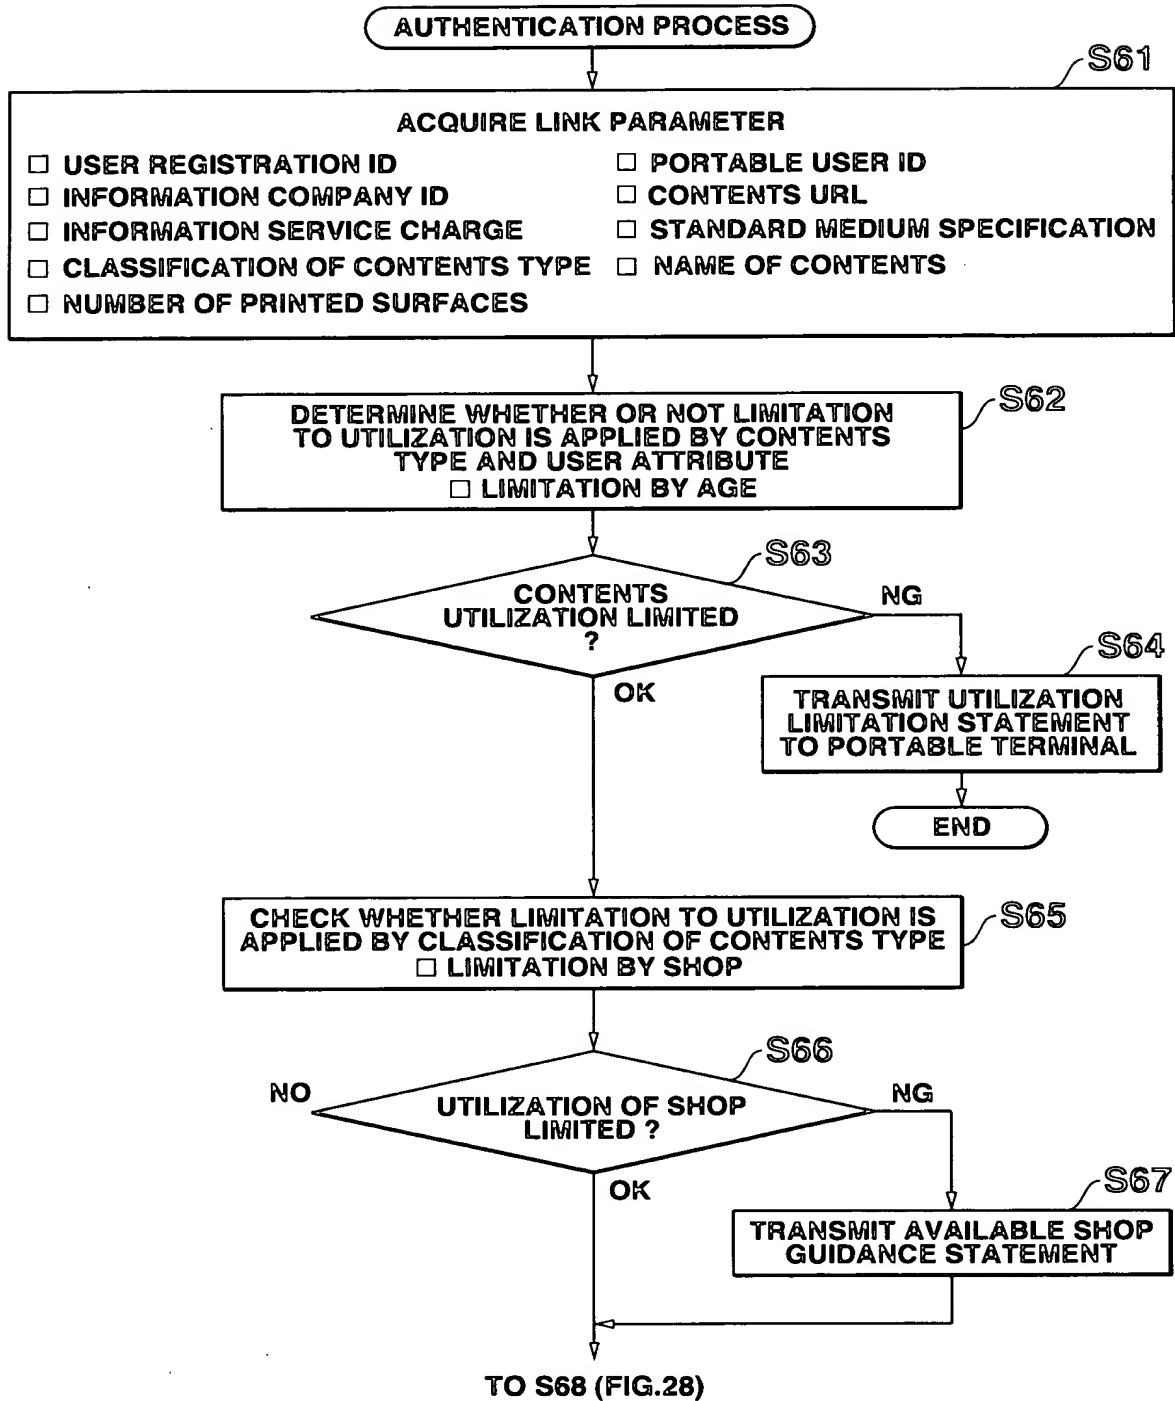 AUTHENTICATION PROCESS
S61
ACQUIRE LINK PARAMETER
□ USER REGISTRATION ID
□ PORTABLE USER ID
□ INFORMATION COMPANY ID
□ CONTENTS URL
□ INFORMATION SERVICE CHARGE
□ STANDARD MEDIUM SPECIFICATION
□ CLASSIFICATION OF CONTENTS TYPE
□ NAME OF CONTENTS
□ NUMBER OF PRINTED SURFACES
S62
DETERMINE WHETHER OR NOT LIMITATION
TO UTILIZATION IS APPLIED BY CONTENTS
TYPE AND USER ATTRIBUTE
□ LIMITATION BY AGE
S63
CONTENTS
UTILIZATION LIMITED
?
NG
OK
S64
TRANSMIT UTILIZATION
LIMITATION STATEMENT
TO PORTABLE TERMINAL
END
S65
CHECK WHETHER LIMITATION TO UTILIZATION IS
APPLIED BY CLASSIFICATION OF CONTENTS TYPE
□ LIMITATION BY SHOP
S66
NO
UTILIZATION OF SHOP
LIMITED ?
NG
OK
S67
TRANSMIT AVAILABLE SHOP
GUIDANCE STATEMENT
TO S68 (FIG.28)